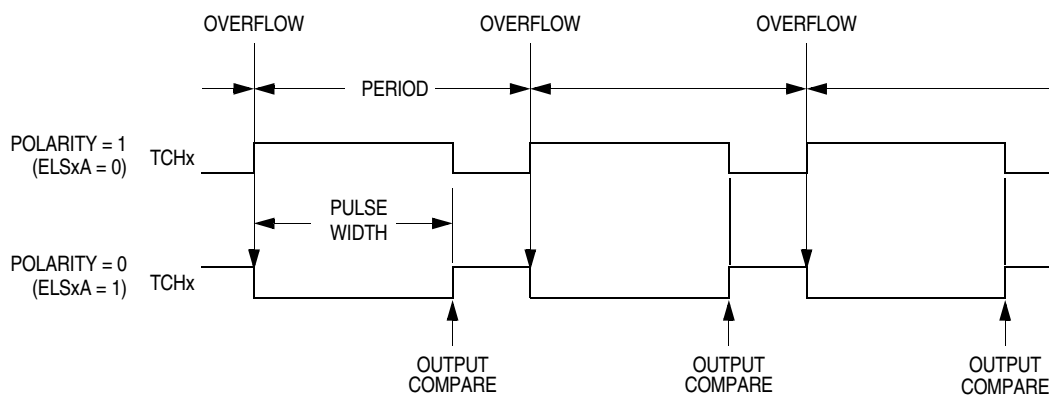 OVERFLOW OVERFLOW OVERFLOW
PERIOD
POLARITY = 1
(ELSxA = 0)
TCHx
PULSE
WIDTH
POLARITY = 0
(ELSxA = 1)
TCHx
OUTPUT
COMPARE
OUTPUT
COMPARE
OUTPUT
COMPARE